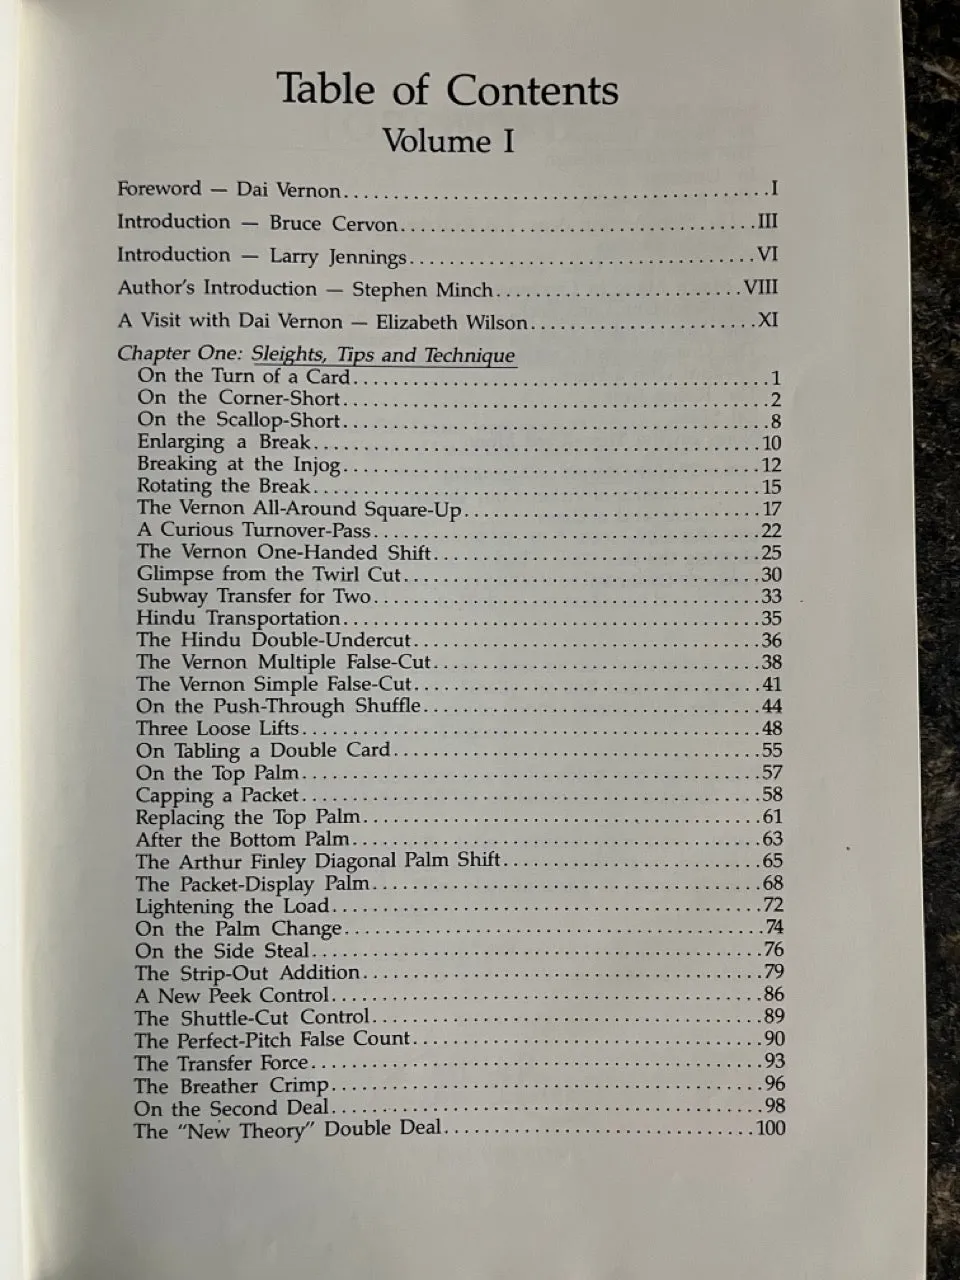 Table of Contents
Volume I
Foreword — Dai Vernon.......................................I
Introduction — Bruce Cervon.................................III
Introduction — Larry Jennings...............................VI
Author's Introduction — Stephen Minch.......................VIII
A Visit with Dai Vernon — Elizabeth Wilson..................XI
Chapter One: Sleights, Tips and Technique
On the Turn of a Card.......................................1
On the Corner-Short.........................................2
On the Scallop-Short........................................8
Enlarging a Break...........................................10
Breaking at the Injog.......................................12
Rotating the Break..........................................15
The Vernon All-Around Square-Up.............................17
A Curious Turnover-Pass.....................................22
The Vernon One-Handed Shift.................................25
Glimpse from the Twirl Cut..................................30
Subway Transfer for Two.....................................33
Hindu Transportation........................................35
The Hindu Double-Undercut...................................36
The Vernon Multiple False-Cut...............................38
The Vernon Simple False-Cut.................................41
On the Push-Through Shuffle.................................44
Three Loose Lifts...........................................48
On Tabling a Double Card....................................55
On the Top Palm.............................................57
Capping a Packet............................................58
Replacing the Top Palm......................................61
After the Bottom Palm.......................................63
The Arthur Finley Diagonal Palm Shift.......................65
The Packet-Display Palm.....................................68
Lightening the Load.........................................72
On the Palm Change..........................................74
On the Side Steal...........................................76
The Strip-Out Addition......................................79
A New Peek Control..........................................86
The Shuttle-Cut Control.....................................89
The Perfect-Pitch False Count...............................90
The Transfer Force..........................................93
The Breather Crimp..........................................96
On the Second Deal..........................................98
The "New Theory" Double Deal................................100